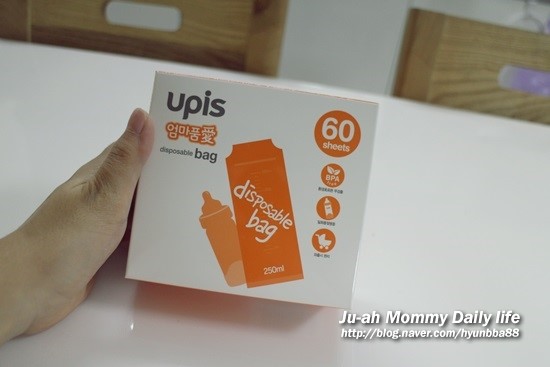 upis
엄마품愛
disposable bag
60
sheets
BPA
disposable
bag
250ml
Ju-ah Mommy Daily life
http://blog.naver.com/hyunbba88